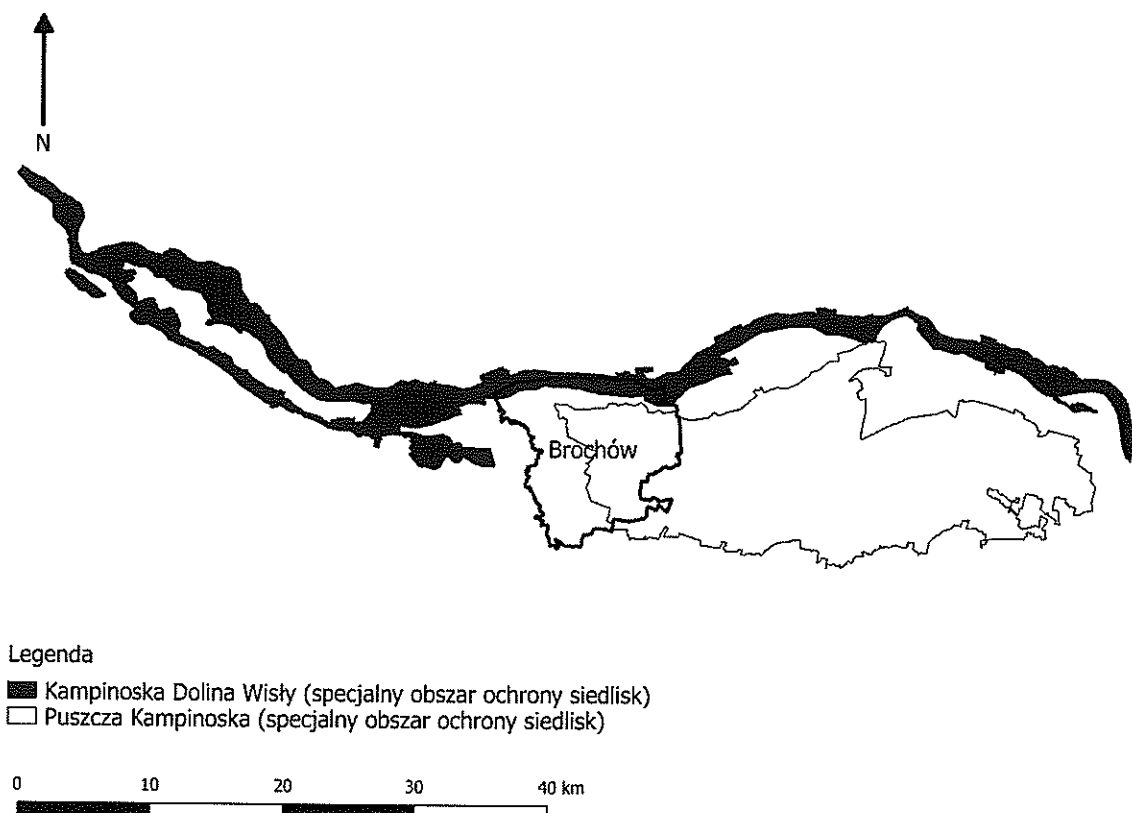 N
Brochów
Legenda
Kampinoska Dolina Wisły (specjalny obszar ochrony siedlisk)
Puszcza Kampinoska (specjalny obszar ochrony siedlisk)
0 10 20 30 40 km